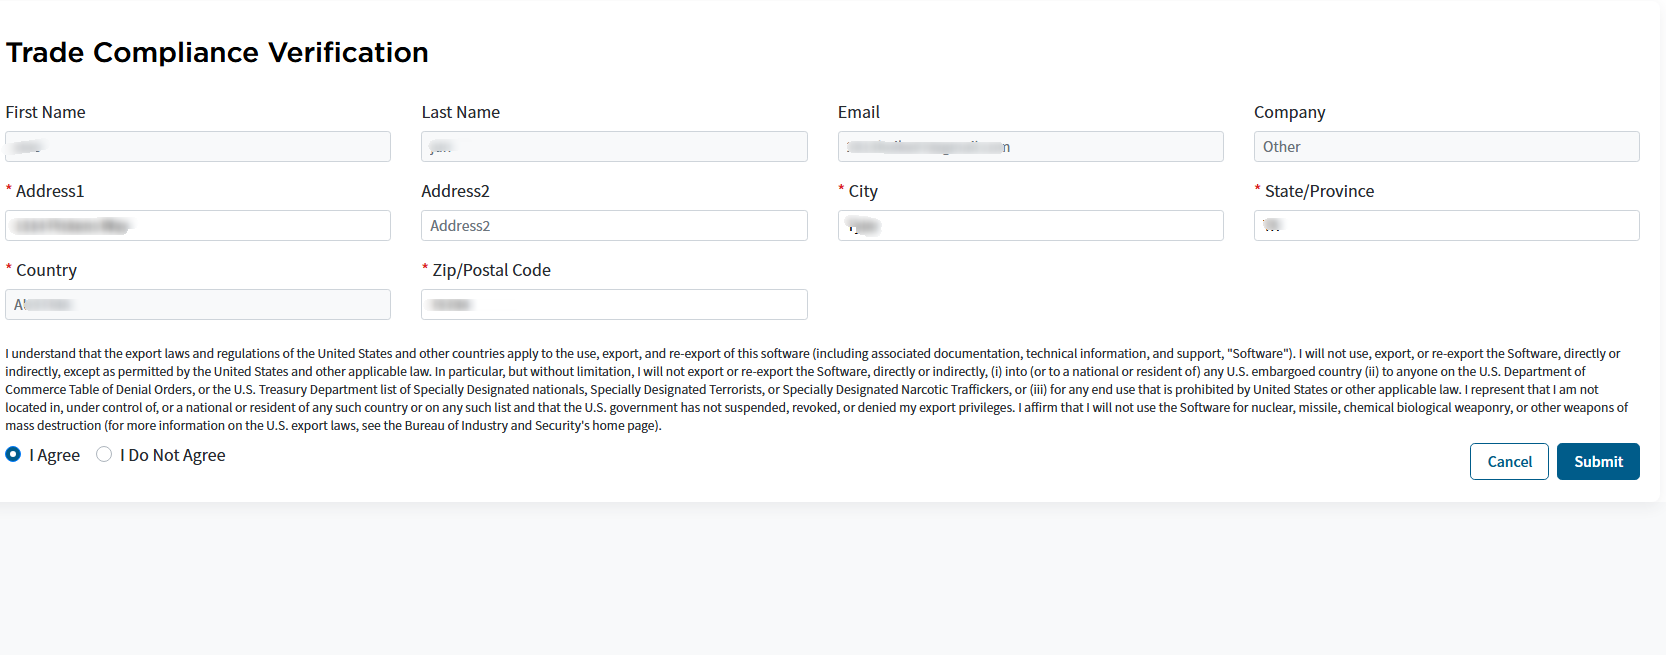 Trade Compliance Verification
First Name
Last Name
Email
Company
Other
* Address1
Address2
* City
* State/Province
Address2
* Country
* Zip/Postal Code
I understand that the export laws and regulations of the United States and other countries apply to the use, export, and re-export of this software (including associated documentation, technical information, and support, "Software"). I will not use, export, or re-export the Software, directly or
indirectly, except as permitted by the United States and other applicable law. In particular, but without limitation, I will not export or re-export the Software, directly or indirectly, (i) into (or to a national or resident of) any U.S. embargoed country (ii) to anyone on the U.S. Department of
Commerce Table of Denial Orders, or the U.S. Treasury Department list of Specially Designated nationals, Specially Designated Terrorists, or Specially Designated Narcotic Traffickers, or (iii) for any end use that is prohibited by United States or other applicable law. I represent that I am not
located in, under control of, or a national or resident of any such country or on any such list and that the U.S. government has not suspended, revoked, or denied my export privileges. I affirm that I will not use the Software for nuclear, missile, chemical biological weaponry, or other weapons of
mass destruction (for more information on the U.S. export laws, see the Bureau of Industry and Security's home page).
I Agree
I Do Not Agree
Cancel
Submit